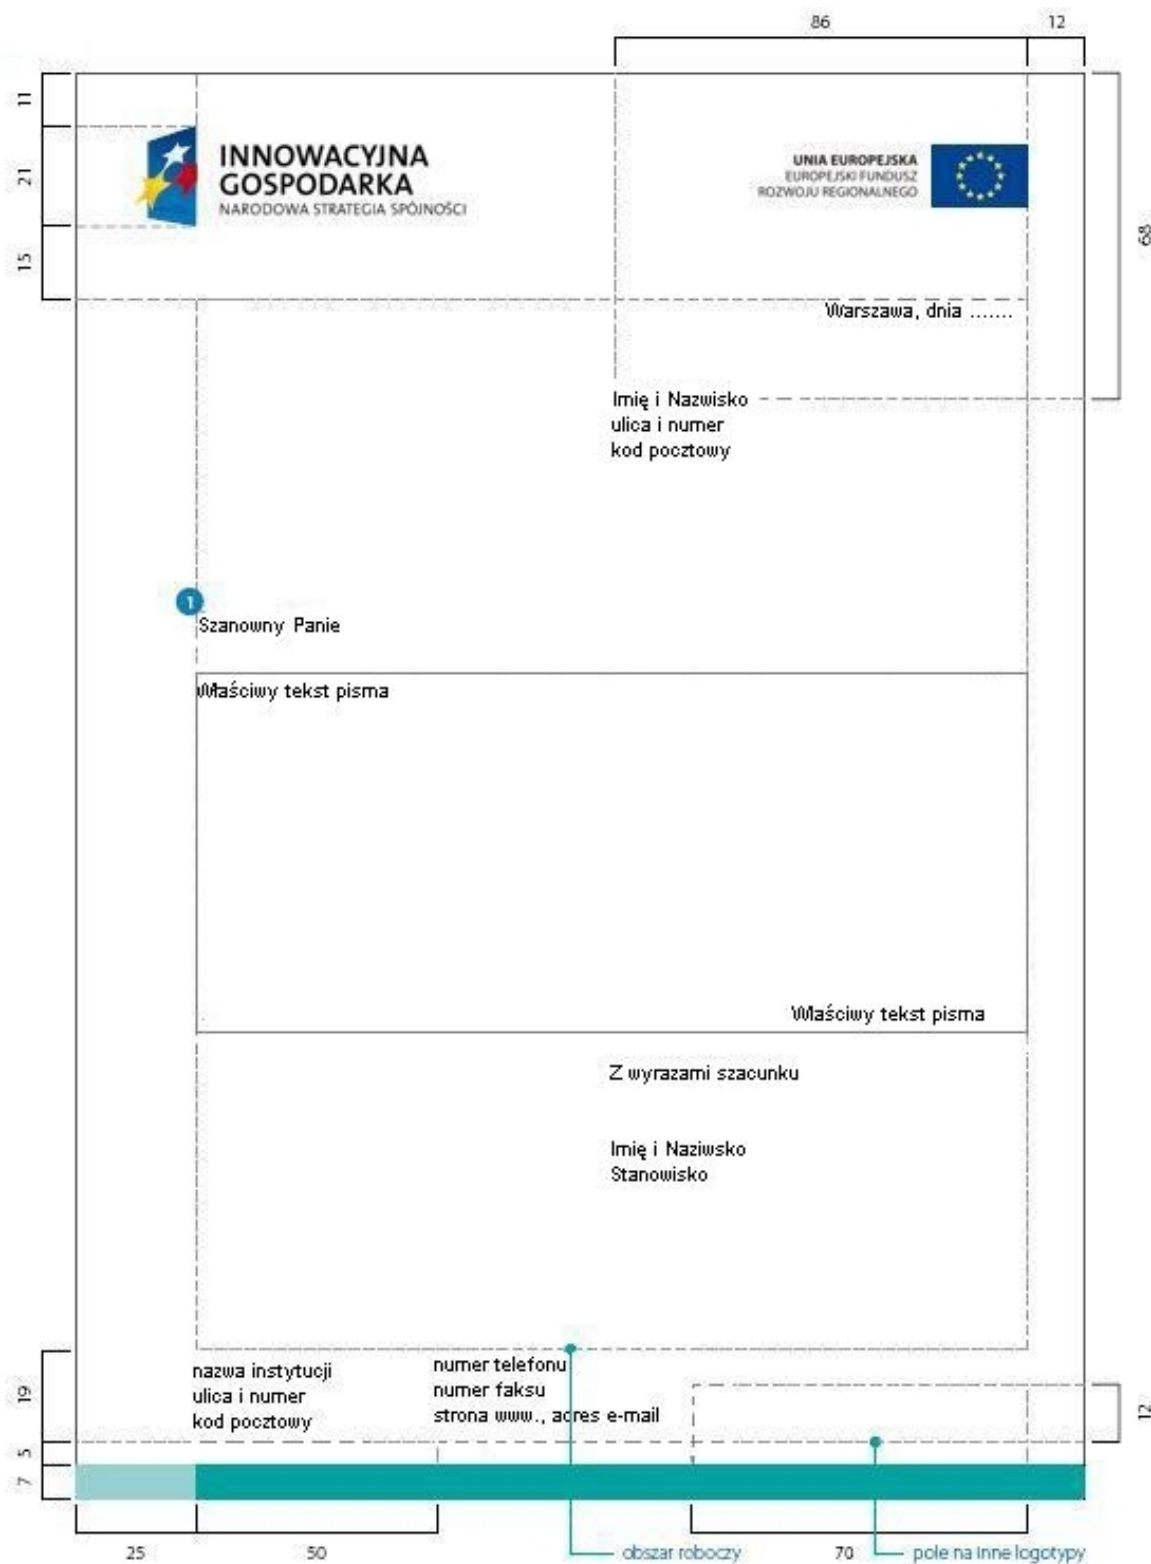 86
12
11
21
15
INNOWACYJNA
GOSPODARKA
NARODOWA STRATEGIA SPÓJNOŚCI
UNIA EUROPEJSKA
EUROPEJSKI FUNDUSZ
ROZWOJU REGIONALNEGO
68
Warszawa, dnia .......
Imię i Nazwisko
ulica i numer
kod pocztowy
1
Szanowny Panie
Właściwy tekst pisma
Właściwy tekst pisma
Z wyrazami szacunku
Imię i Naziwsko
Stanowisko
nazwa instytucji
ulica i numer
kod pocztowy
numer telefonu
numer faksu
strona www., adres e-mail
19
5
7
12
25
50
obszar roboczy
70
pole na inne logotypy